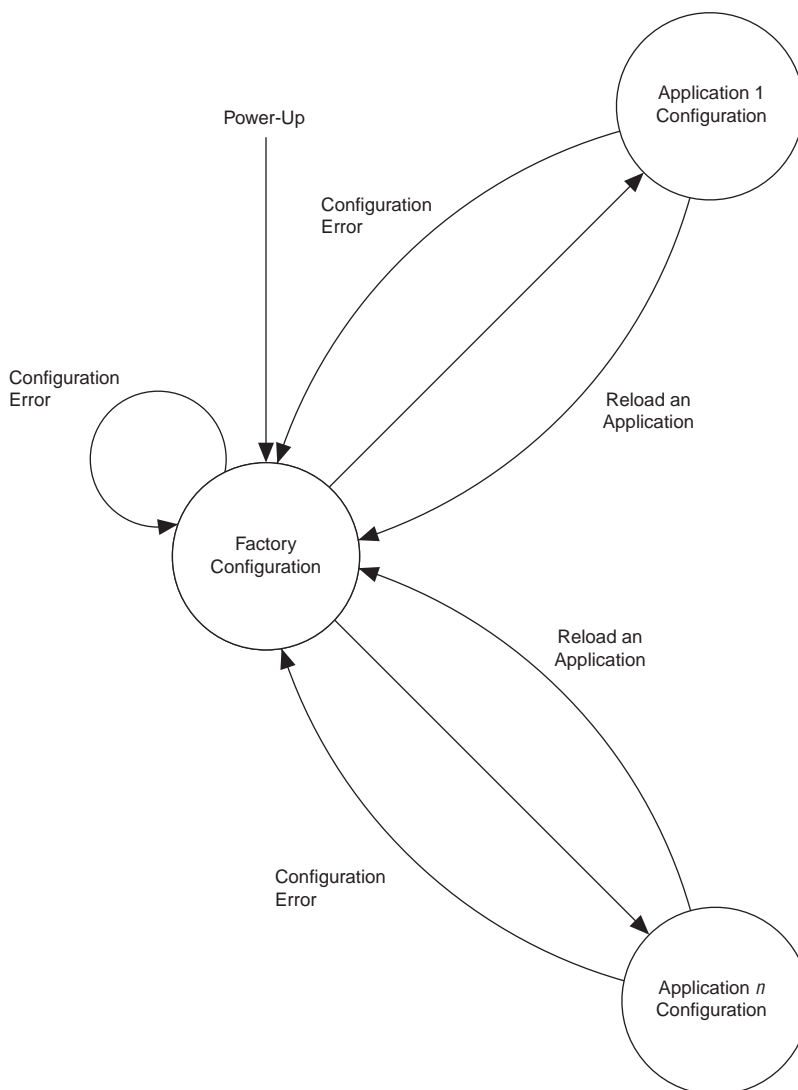 Application 1
Configuration
Power-Up
Configuration
Error
Configuration
Error
Reload an
Application
Factory
Configuration
Reload an
Application
Configuration
Error
Application n
Configuration